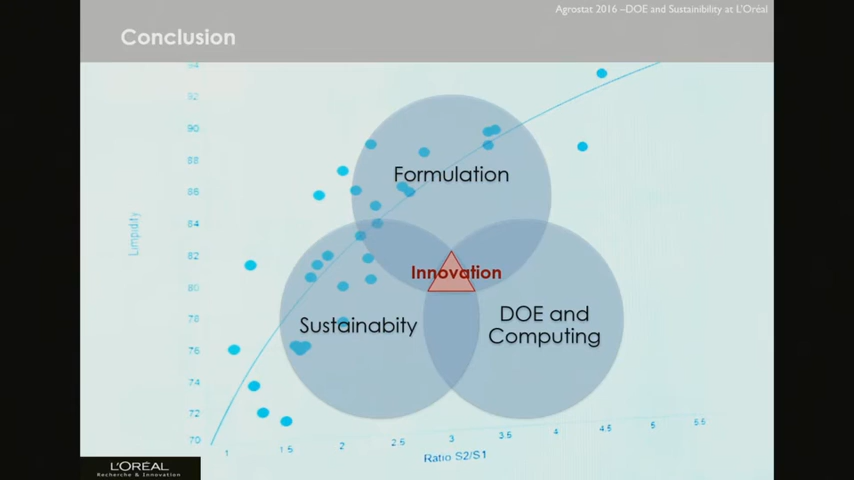 Agrostat 2016 –DOE and Sustainibility at L'Oréal
Conclusion
94
92
90
88
86
84
82
80
78
76
74
72
70
Limpidity
1
1.5
2
2.5
3
3.5
4
4.5
5
5.5
Ratio S2/S1
Formulation
Innovation
Sustainabity
DOE and
Computing
L'ORÉAL
Recherche & Innovation